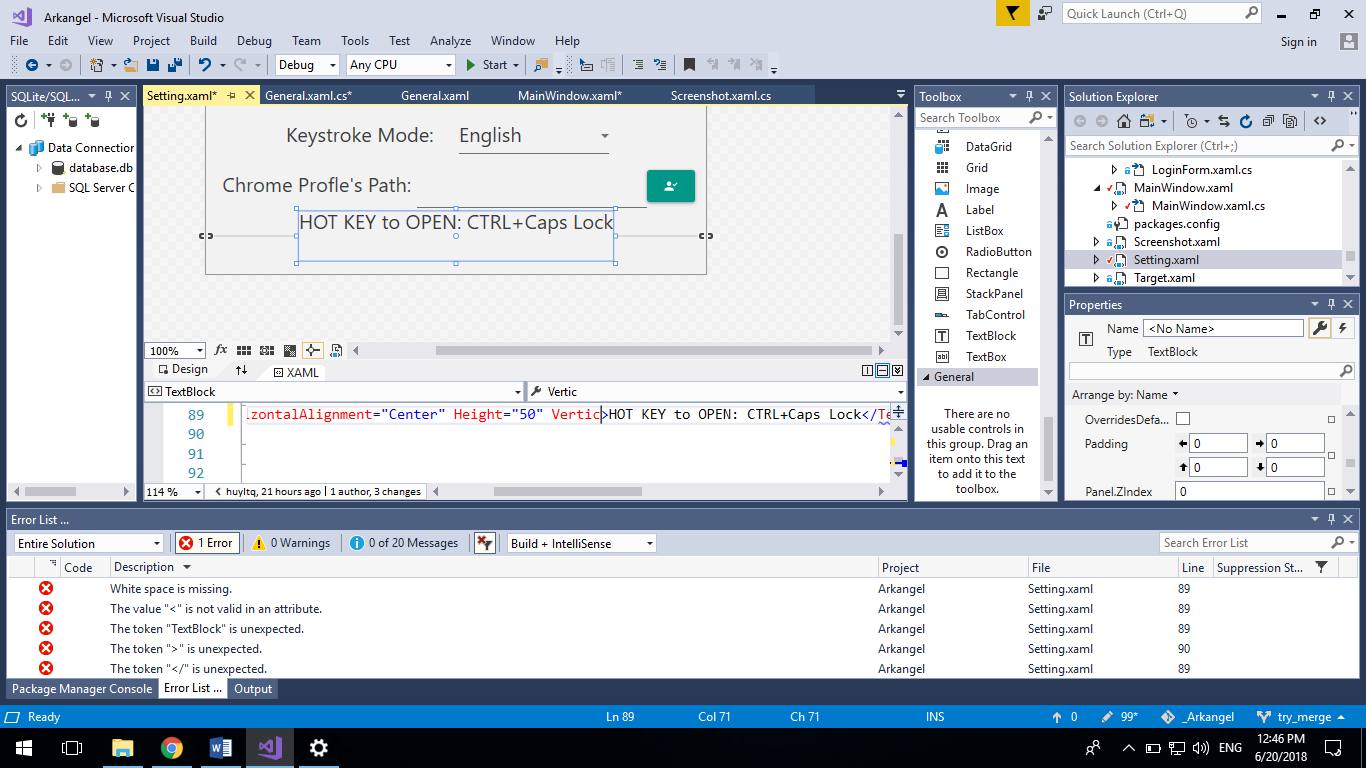 Arkangel - Microsoft Visual Studio
Quick Launch (Ctrl+Q)
File Edit View Project Build Debug Team Tools Test Analyze Window Help
Sign in
Debug Any CPU Start
SQLite/SQL...
Data Connection
database.db
SQL Server C
Setting.xaml* General.xaml.cs* General.xaml MainWindow.xaml* Screenshot.xaml.cs
Keystroke Mode: English
Chrome Profle's Path:
HOT KEY to OPEN: CTRL+Caps Lock
100%
Design XAML
TextBlock Vertic
89 izontalAlignment="Center" Height="50" Vertic>HOT KEY to OPEN: CTRL+Caps Lock</Te
90
91
92
114 % huyltq, 21 hours ago | 1 author, 3 changes
Toolbox
Search Toolbox
DataGrid
Grid
Image
Label
ListBox
RadioButton
Rectangle
StackPanel
TabControl
TextBlock
TextBox
General
There are no
usable controls in
this group. Drag an
item onto this text
to add it to the
toolbox.
Solution Explorer
Search Solution Explorer (Ctrl+;)
LoginForm.xaml.cs
MainWindow.xaml
MainWindow.xaml.cs
packages.config
Screenshot.xaml
Setting.xaml
Target.xaml
Properties
Name <No Name>
Type TextBlock
Arrange by: Name
OverridesDefa...
Padding 0 0
0 0
Panel.ZIndex 0
Error List ...
Entire Solution 1 Error 0 Warnings 0 of 20 Messages Build + IntelliSense Search Error List
Code Description Project File Line Suppression St...
White space is missing. Arkangel Setting.xaml 89
The value "<" is not valid in an attribute. Arkangel Setting.xaml 89
The token "TextBlock" is unexpected. Arkangel Setting.xaml 89
The token ">" is unexpected. Arkangel Setting.xaml 90
The token "</" is unexpected. Arkangel Setting.xaml 89
Package Manager Console Error List ... Output
Ready Ln 89 Col 71 Ch 71 INS 0 99* _Arkangel try_merge
ENG 12:46 PM
6/20/2018